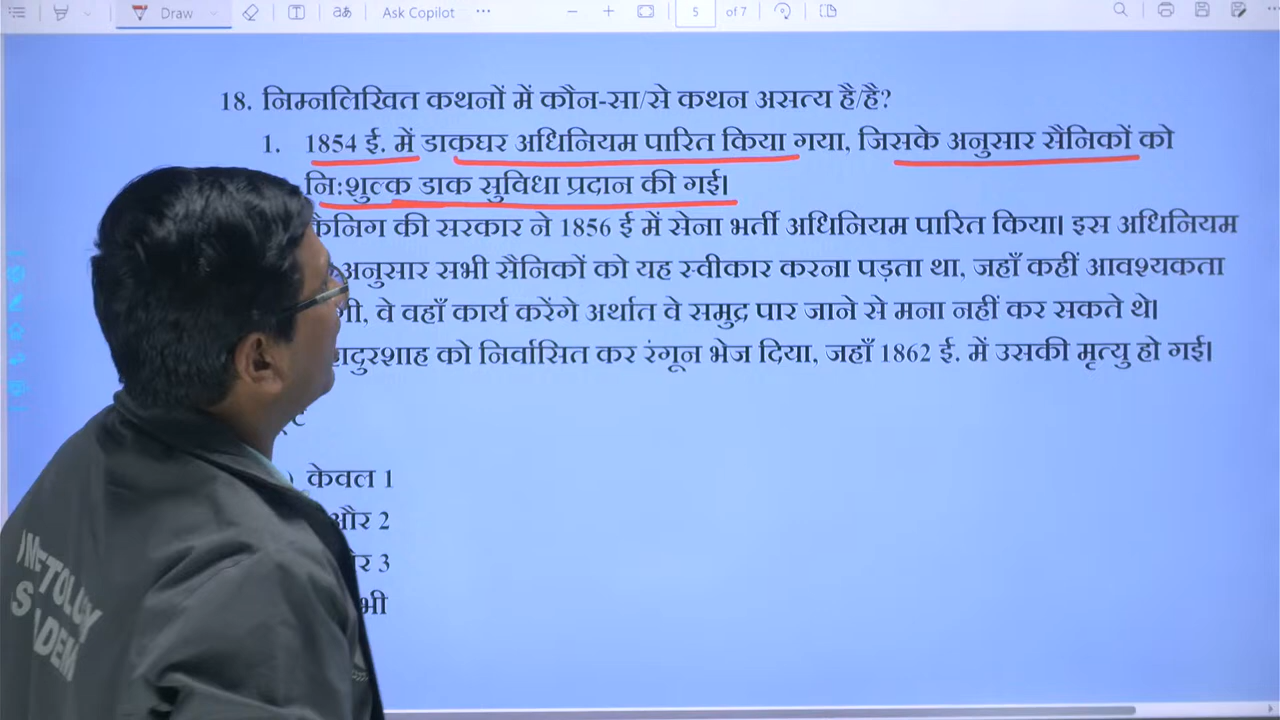 Draw
Ask Copilot
5 of 7
18. निम्नलिखित कथनों में कौन-सा/से कथन असत्य है/है?
1. 1854 ई. में डाकघर अधिनियम पारित किया गया, जिसके अनुसार सैनिकों को
नि:शुल्क डाक सुविधा प्रदान की गई।
कैनिग की सरकार ने 1856 ई में सेना भर्ती अधिनियम पारित किया। इस अधिनियम
अनुसार सभी सैनिकों को यह स्वीकार करना पड़ता था, जहाँ कहीं आवश्यकता
वे वहाँ कार्य करेंगे अर्थात वे समुद्र पार जाने से मना नहीं कर सकते थे।
को निर्वासित कर रंगून भेज दिया, जहाँ 1862 ई. में उसकी मृत्यु हो गई।
केवल 1
और 2
3